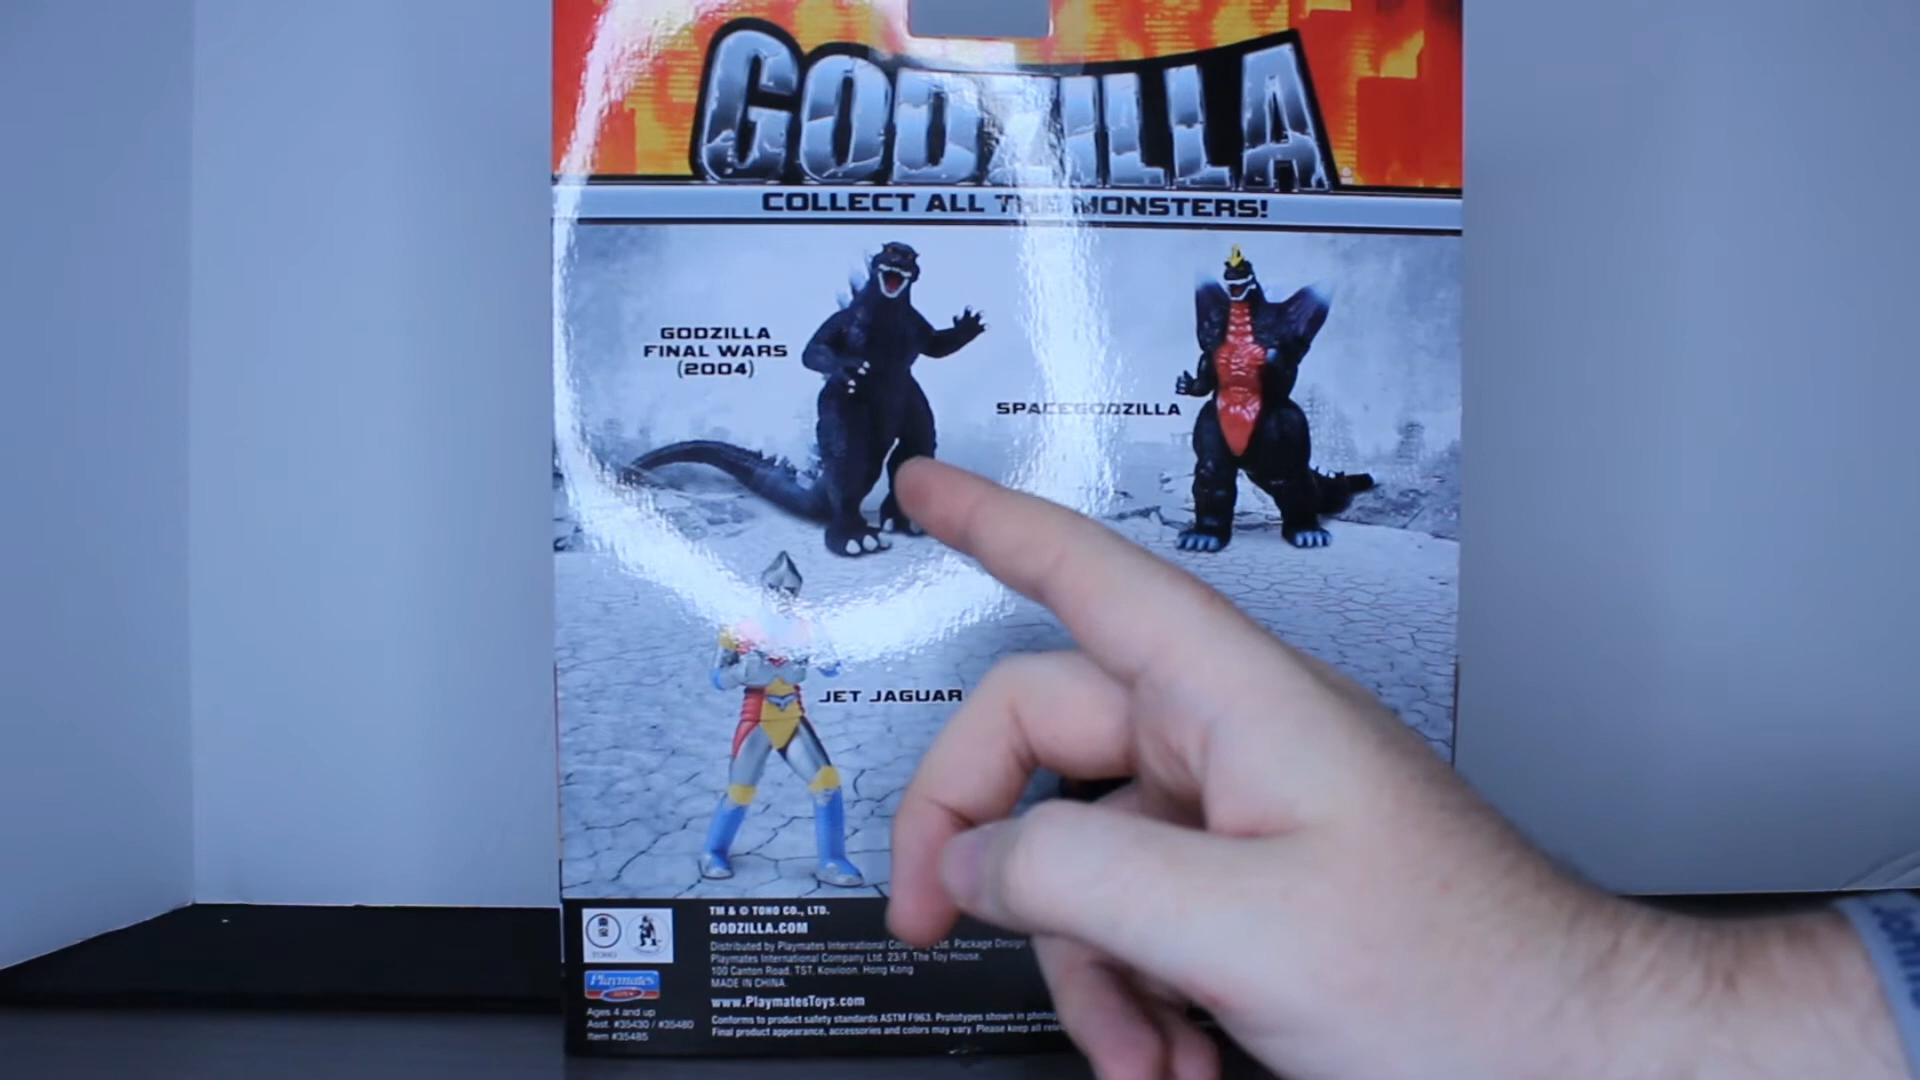 GODZILLA
COLLECT ALL THE MONSTERS!
GODZILLA
FINAL WARS
(2004)
SPACEGODZILLA
JET JAGUAR
TOHO
TM & © TOHO CO., LTD.
GODZILLA.COM
Distributed by Playmates International Ltd. Package Design
Playmates International Company Ltd. 23/F, The Toy House,
100 Canton Road, TST, Kowloon, Hong Kong
MADE IN CHINA.
Playmates
TOYS
www.PlaymatesToys.com
Ages 4 and up
Asst. #35430 / #35480
Item #35485
Conforms to product safety standards ASTM F963. Prototypes shown in
Final product appearance, accessories and colors may vary. Please keep all